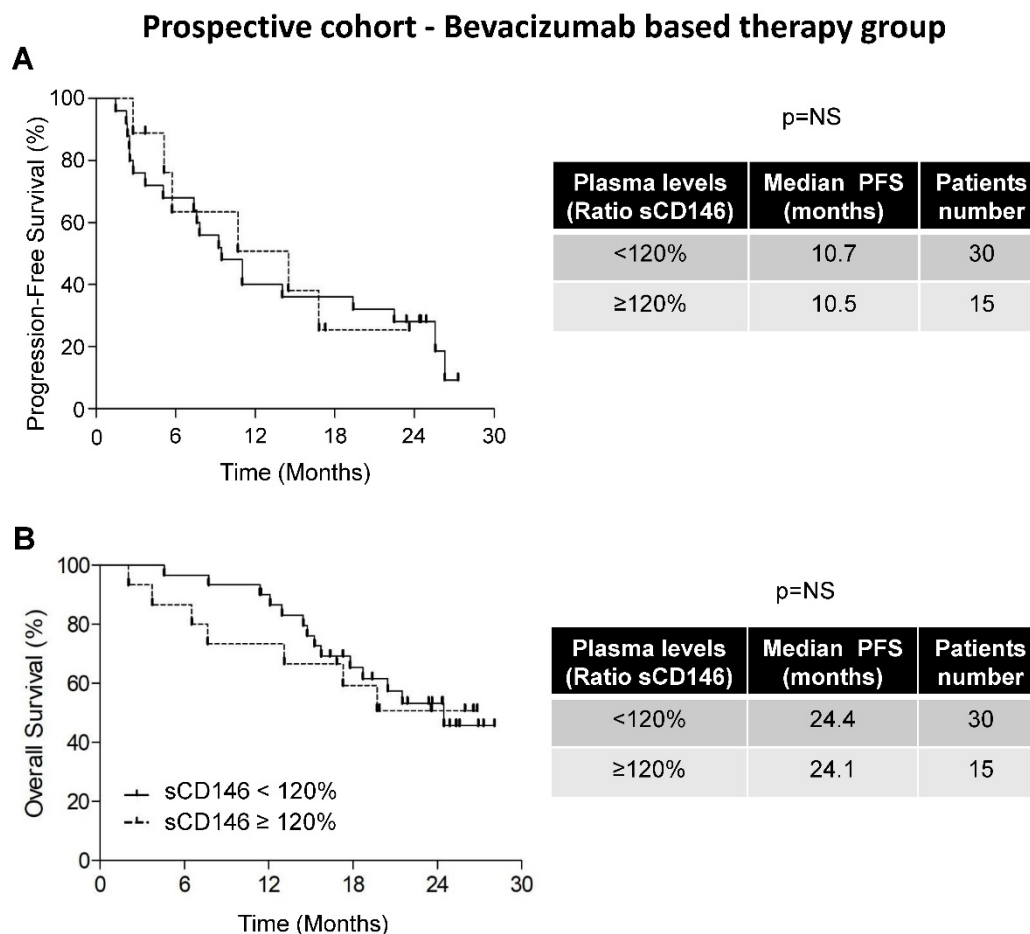 Prospective cohort - Bevacizumab based therapy group
A
Progression-Free Survival (%)
100
80
60
40
20
0
0 6 12 18 24 30
Time (Months)
p=NS
Plasma levels (Ratio sCD146) Median PFS (months) Patients number
<120% 10.7 30
≥120% 10.5 15
B
Overall Survival (%)
100
80
60
40
20
0
sCD146 < 120%
sCD146 ≥ 120%
0 6 12 18 24 30
Time (Months)
p=NS
Plasma levels (Ratio sCD146) Median PFS (months) Patients number
<120% 24.4 30
≥120% 24.1 15